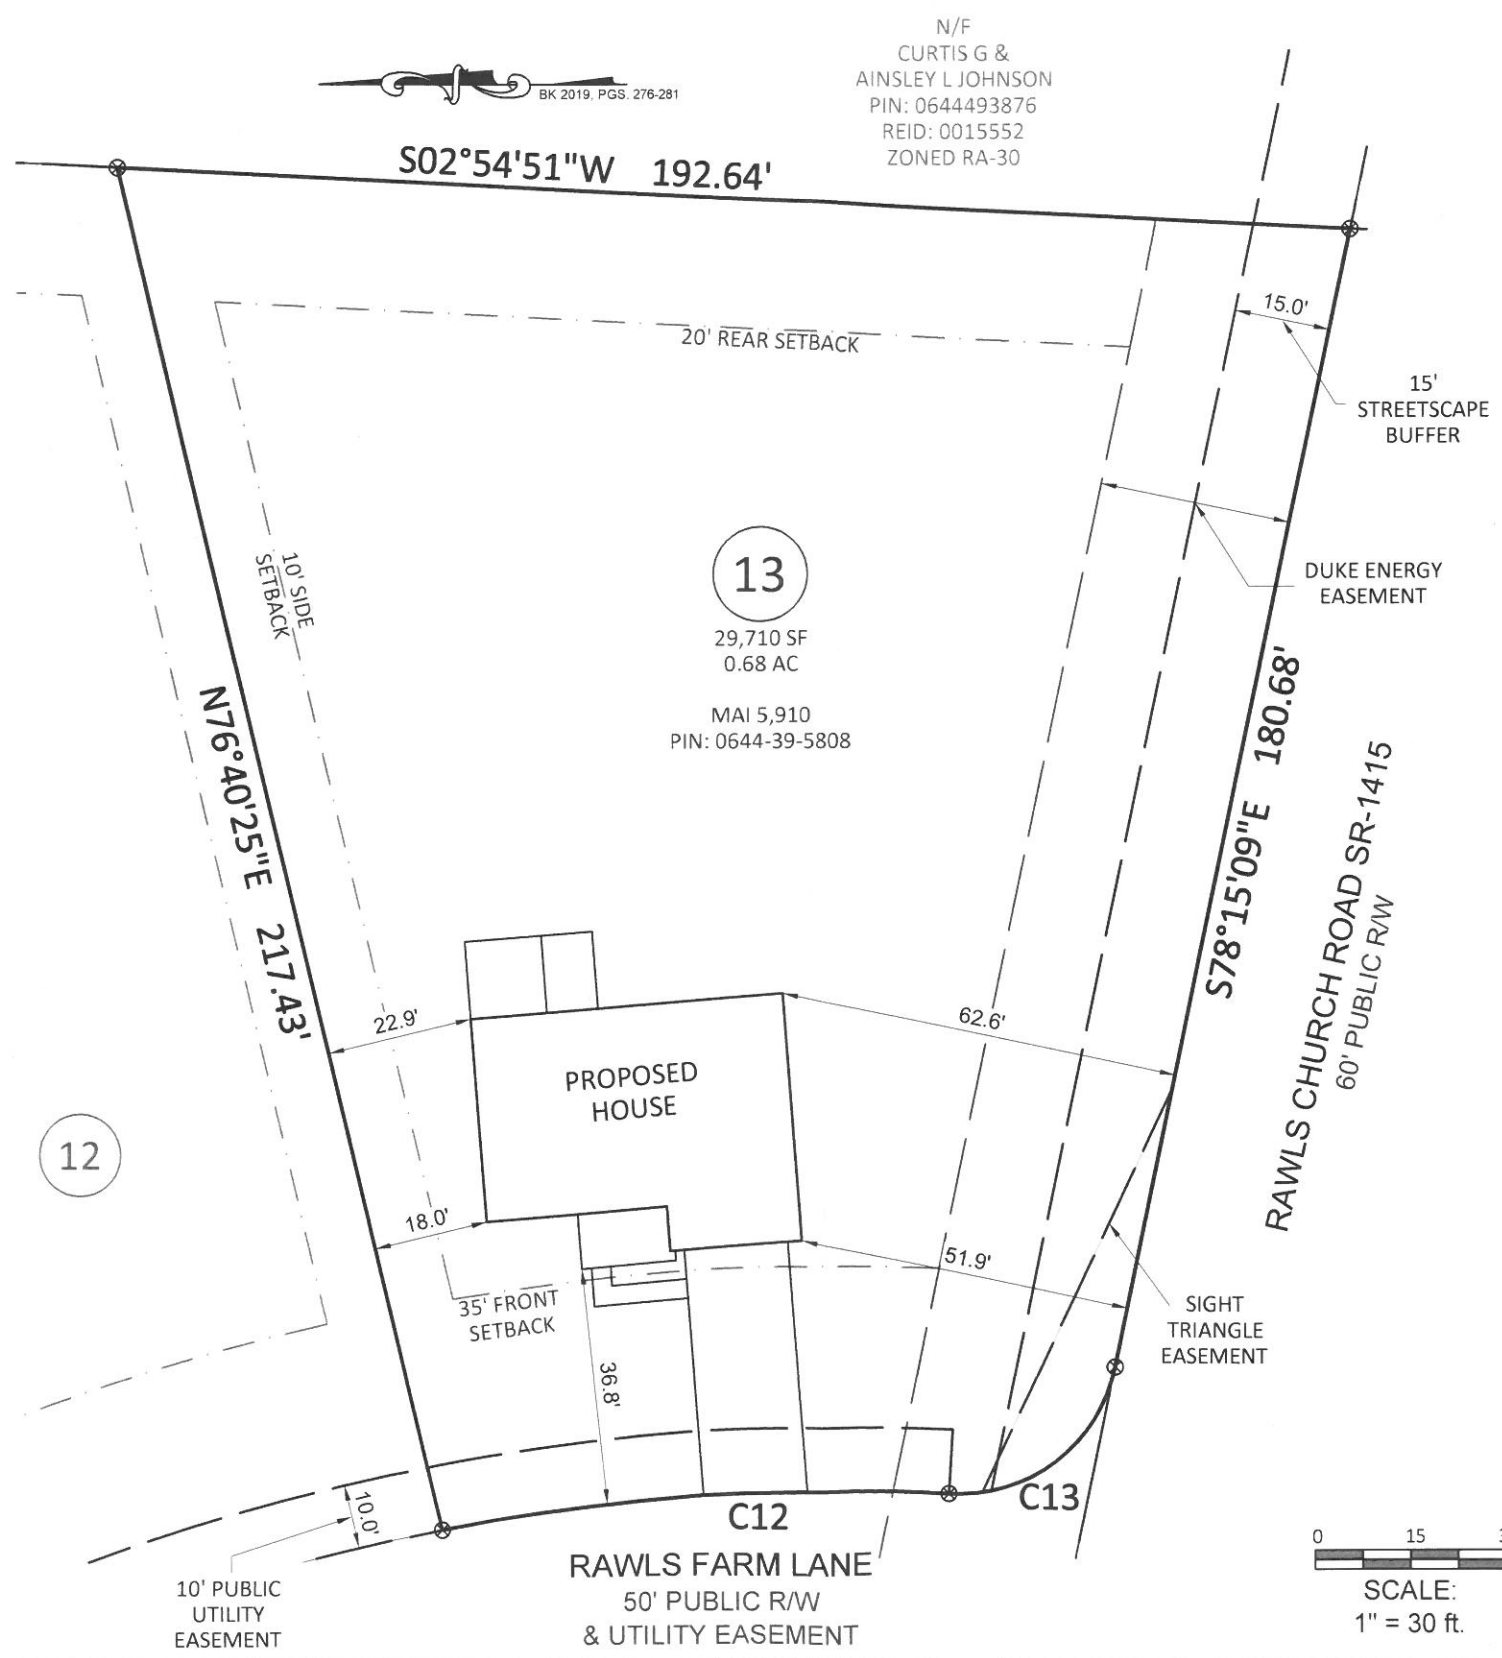 N/F
CURTIS G &
AINSLEY L JOHNSON
PIN: 0644493876
REID: 0015552
ZONED RA-30
BK 2019, PGS. 276-281
S02°54'51"W 192.64'
15.0'
20' REAR SETBACK
15'
STREETSCAPE
BUFFER
10' SIDE
SETBACK
13
29,710 SF
0.68 AC
MAI 5,910
PIN: 0644-39-5808
DUKE ENERGY
EASEMENT
N76°40'25"E 217.43'
S78°15'09"E 180.68'
RAWLS CHURCH ROAD SR-1415
60' PUBLIC R/W
22.9'
62.6'
PROPOSED
HOUSE
12
18.0'
51.9'
35' FRONT
SETBACK
SIGHT
TRIANGLE
EASEMENT
36.8'
10.0'
C12
C13
RAWLS FARM LANE
50' PUBLIC R/W
& UTILITY EASEMENT
10' PUBLIC
UTILITY
EASEMENT
0 15
SCALE:
1" = 30 ft.